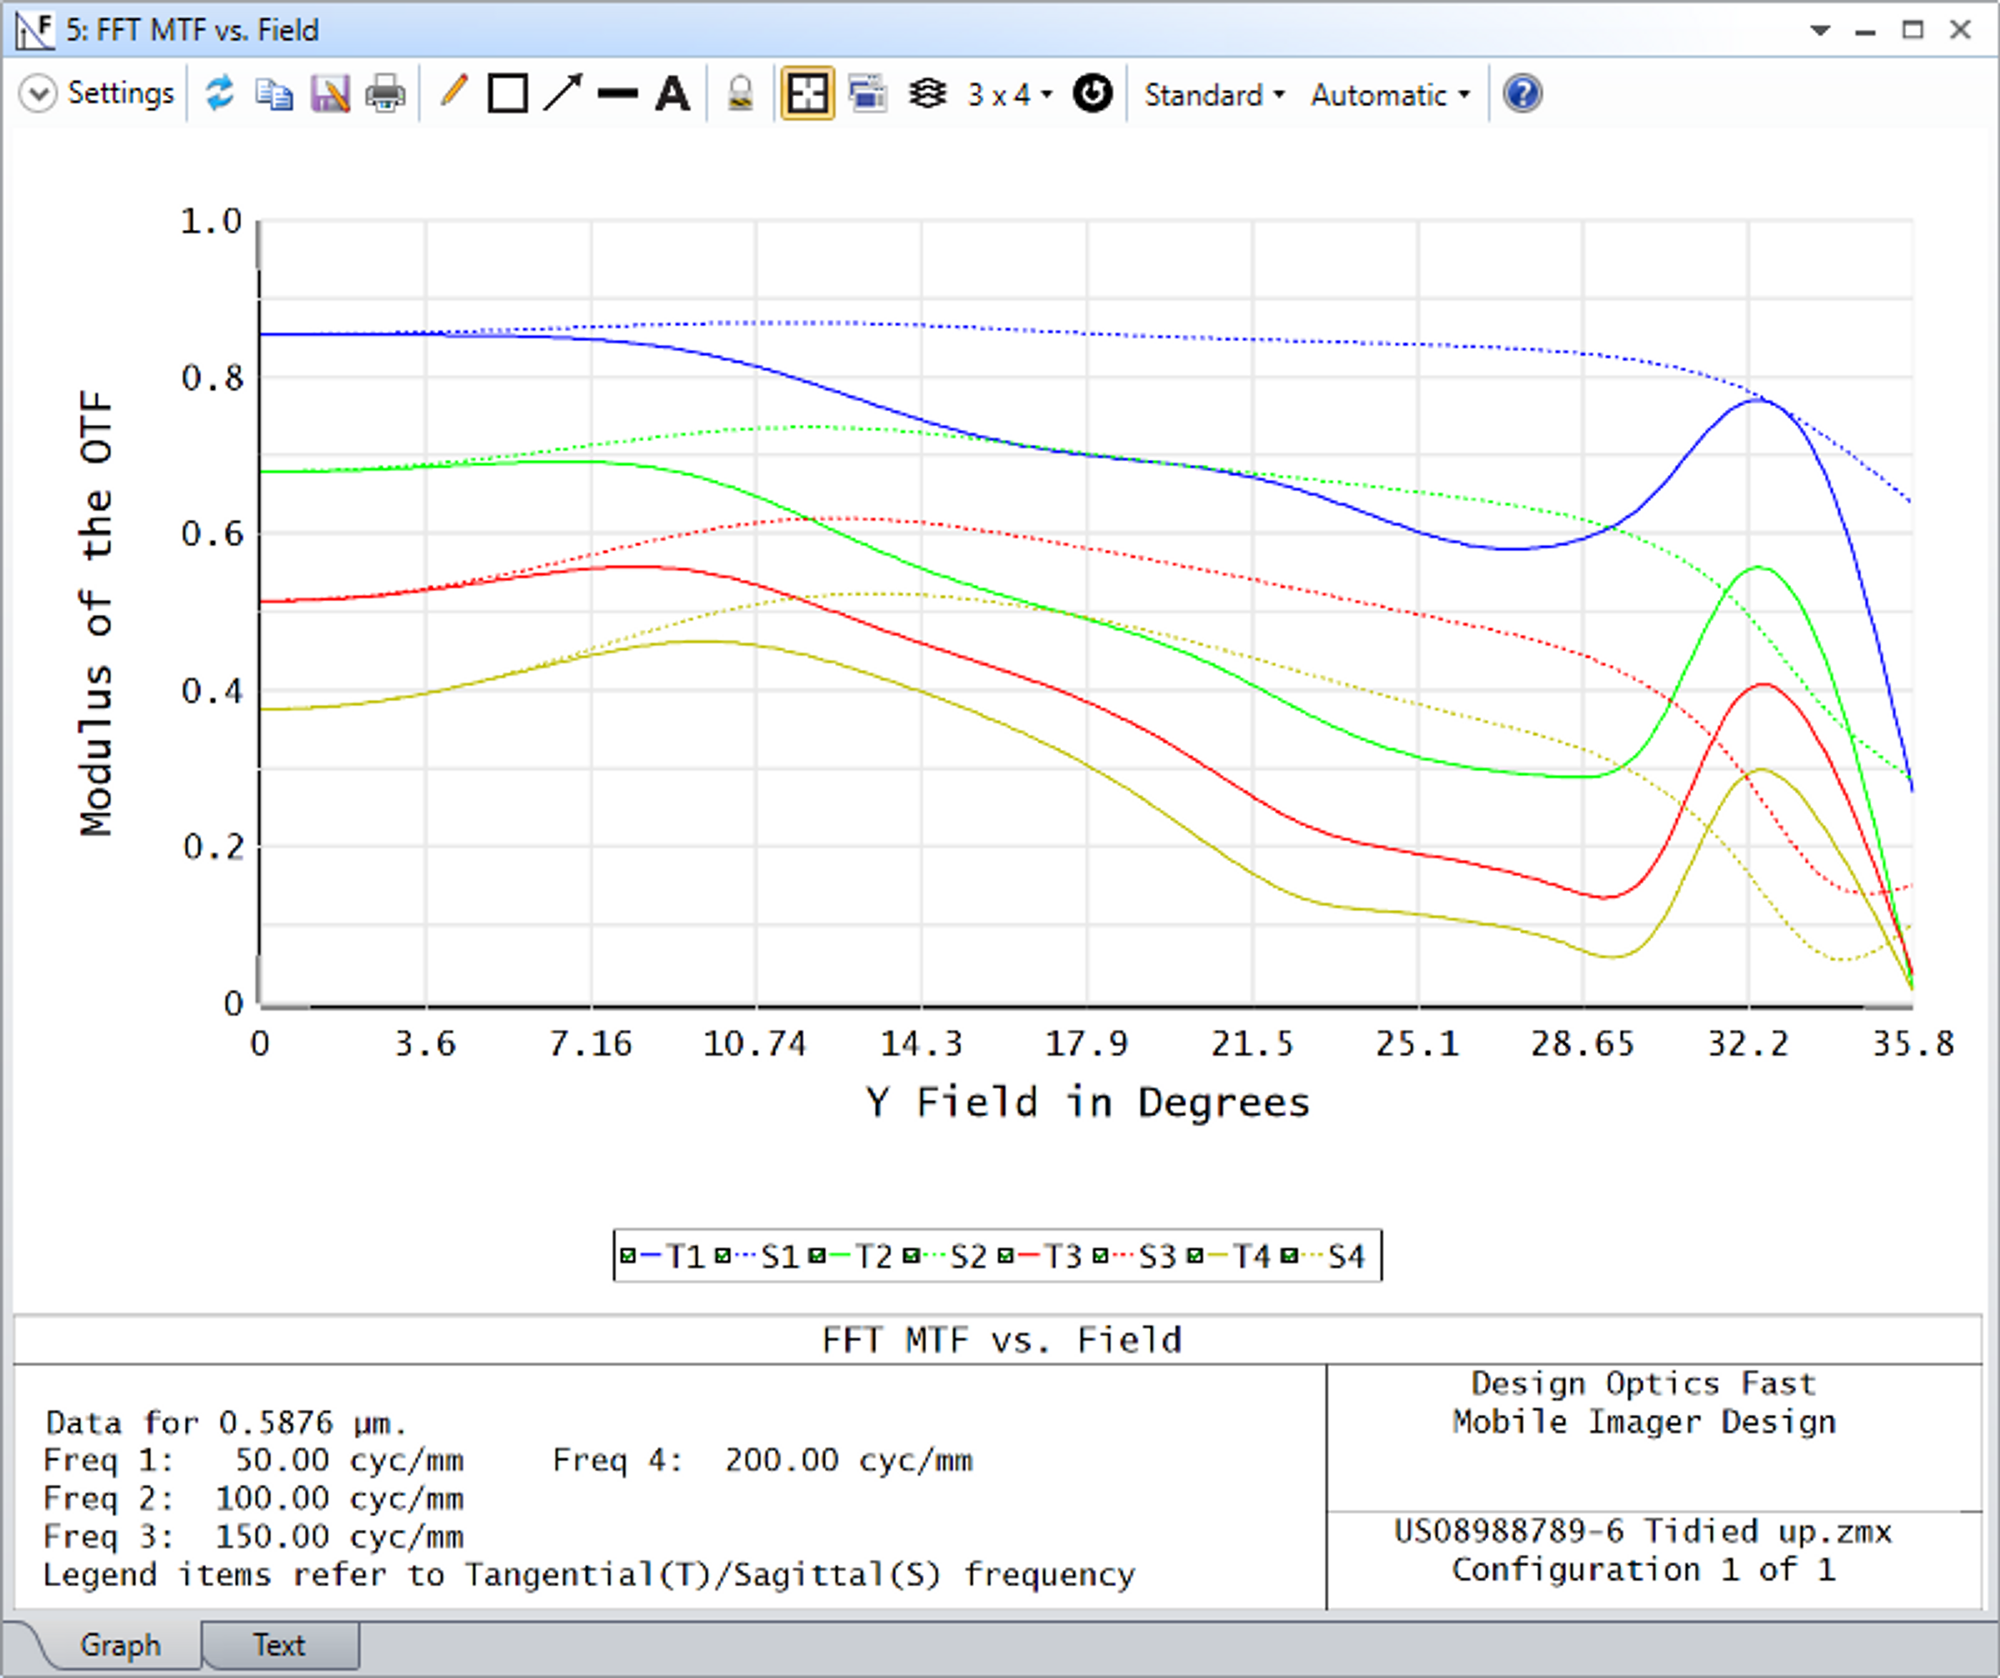 5: FFT MTF vs. Field
Settings
A
3 x 4
Standard
Automatic
?
1.0
0.8
0.6
0.4
0.2
0
Modulus of the OTF
0 3.6 7.16 10.74 14.3 17.9 21.5 25.1 28.65 32.2 35.8
Y Field in Degrees
T1 S1 T2 S2 T3 S3 T4 S4
FFT MTF vs. Field
Data for 0.5876 µm.
Freq 1: 50.00 cyc/mm Freq 4: 200.00 cyc/mm
Freq 2: 100.00 cyc/mm
Freq 3: 150.00 cyc/mm
Legend items refer to Tangential(T)/Sagittal(S) frequency
Design Optics Fast
Mobile Imager Design
US08988789-6 Tidied up.zmx
Configuration 1 of 1
Graph
Text